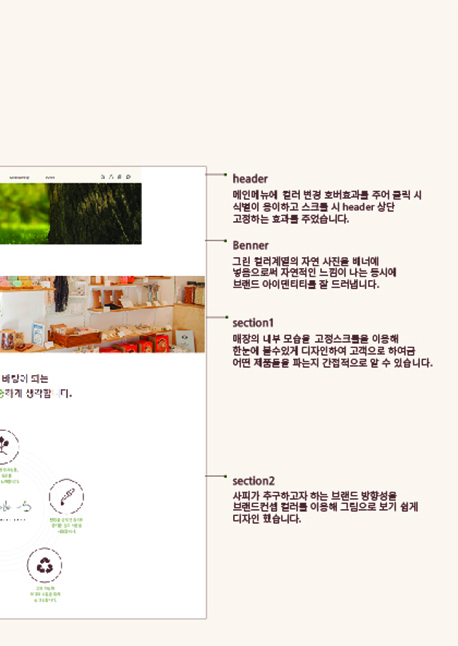 header
메인메뉴에 컬러 변경 호버효과를 주어 클릭 시
식별이 용이하고 스크롤 시 header 상단
고정하는 효과를 주었습니다.
Benner
그린 컬러계열의 자연 사진을 베너에
넣음으로써 자연적인 느낌이 나는 동시에
브랜드 아이덴티티를 잘 드러냅니다.
section1
매장의 내부 모습을 고정스크롤을 이용해
한눈에 볼수있게 디자인하여 고객으로 하여금
어떤 제품들을 파는지 간접적으로 알 수 있습니다.
바탕이 되는
하게 생각합니다.
section2
사피가 추구하고자 하는 브랜드 방향성을
브랜드컨셉 컬러를 이용해 그림으로 보기 쉽게
디자인 했습니다.